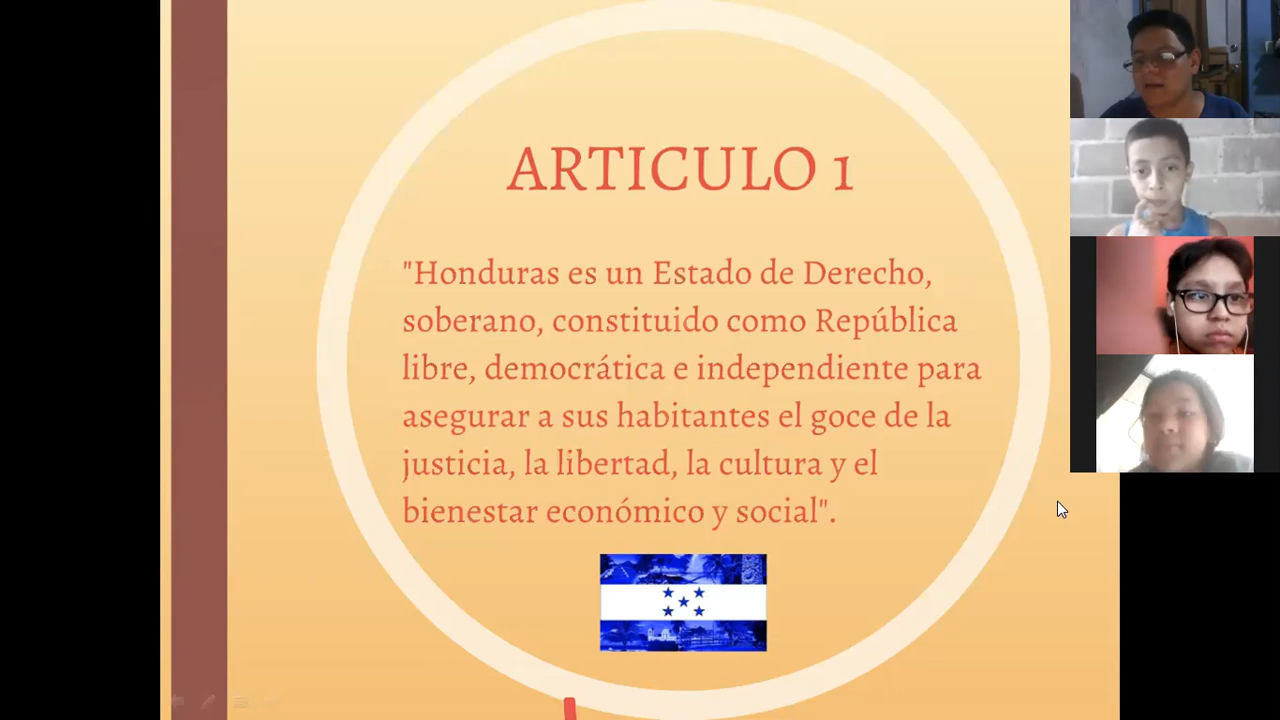 ARTICULO 1
"Honduras es un Estado de Derecho,
soberano, constituido como República
libre, democrática e independiente para
asegurar a sus habitantes el goce de la
justicia, la libertad, la cultura y el
bienestar económico y social".